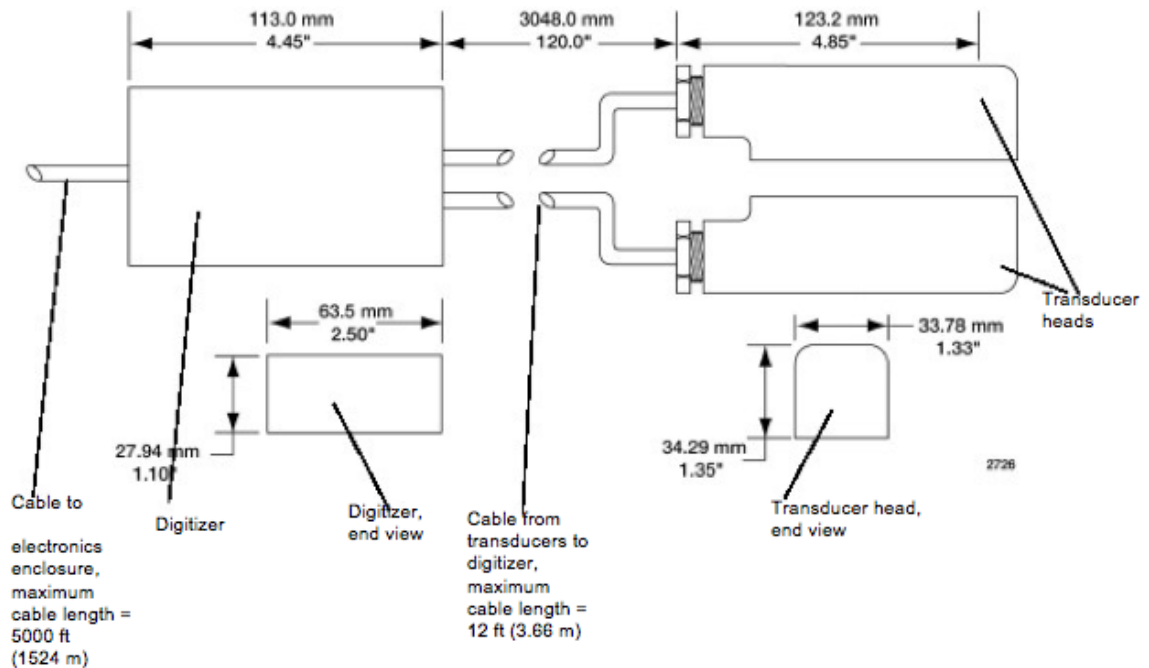 113.0 mm
4.45"
3048.0 mm
120.0"
123.2 mm
4.85"
63.5 mm
2.50"
27.94 mm
1.10"
33.78 mm
1.33"
34.29 mm
1.35"
Transducer
heads
2726
Cable to
electronics
enclosure,
maximum
cable length =
5000 ft
(1524 m)
Digitizer
Digitizer,
end view
Cable from
transducers to
digitizer,
maximum
cable length =
12 ft (3.66 m)
Transducer head,
end view